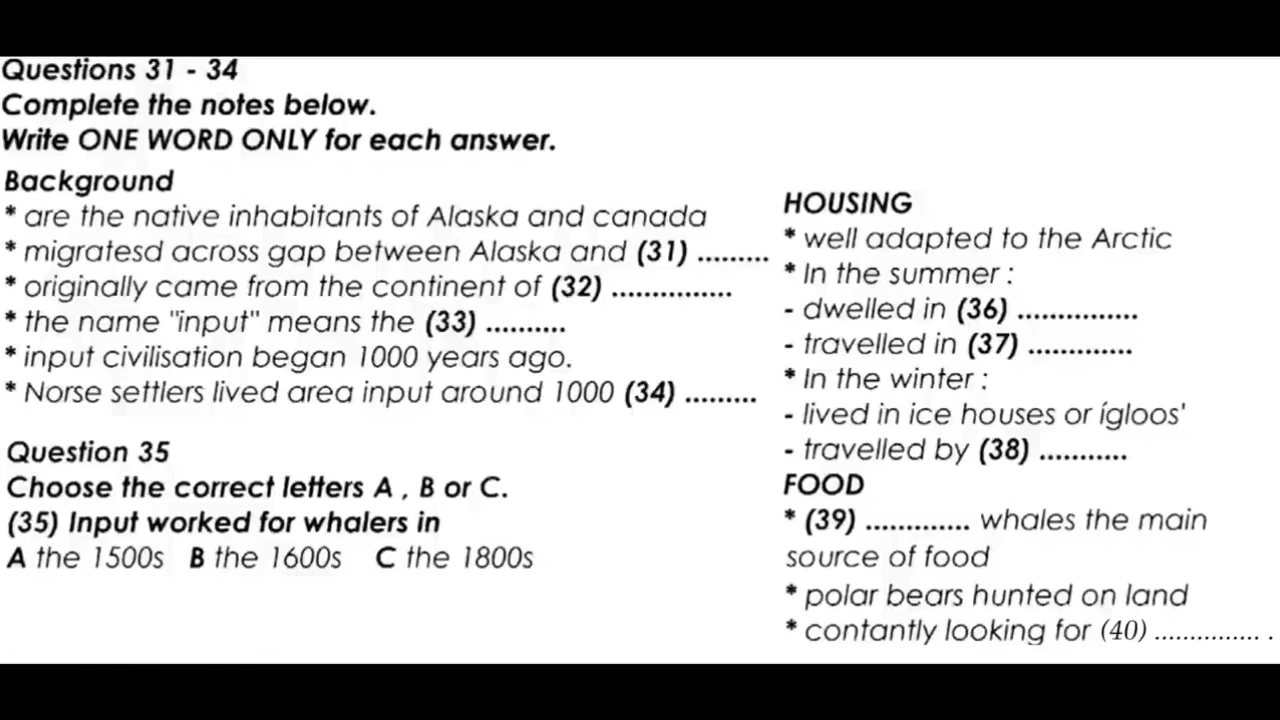 Questions 31 - 34
Complete the notes below.
Write ONE WORD ONLY for each answer.
Background
* are the native inhabitants of Alaska and canada
* migratesd across gap between Alaska and (31) .........
* originally came from the continent of (32) ...............
* the name "input" means the (33) ..........
* input civilisation began 1000 years ago.
* Norse settlers lived area input around 1000 (34) .........
Question 35
Choose the correct letters A , B or C.
(35) Input worked for whalers in
A the 1500s B the 1600s C the 1800s
HOUSING
* well adapted to the Arctic
* In the summer :
- dwelled in (36) ...............
- travelled in (37) .............
* In the winter :
- lived in ice houses or ígloos'
- travelled by (38) ...........
FOOD
* (39) ............. whales the main
source of food
* polar bears hunted on land
* contantly looking for (40) ............... .